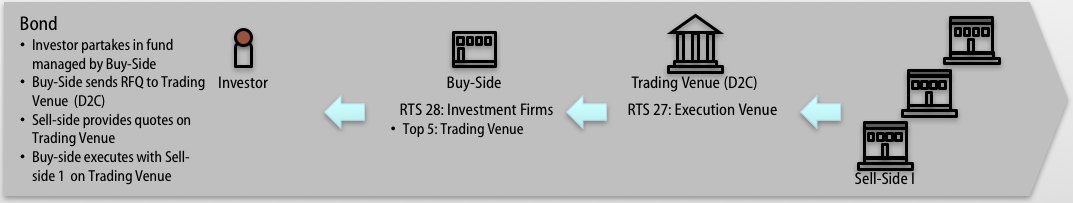 Bond
• Investor partakes in fund
managed by Buy-Side
• Buy-Side sends RFQ to Trading
Venue (D2C)
• Sell-side provides quotes on
Trading Venue
• Buy-side executes with Sell-
side 1 on Trading Venue
Investor
Buy-Side
RTS 28: Investment Firms
• Top 5: Trading Venue
Trading Venue (D2C)
RTS 27: Execution Venue
Sell-Side I